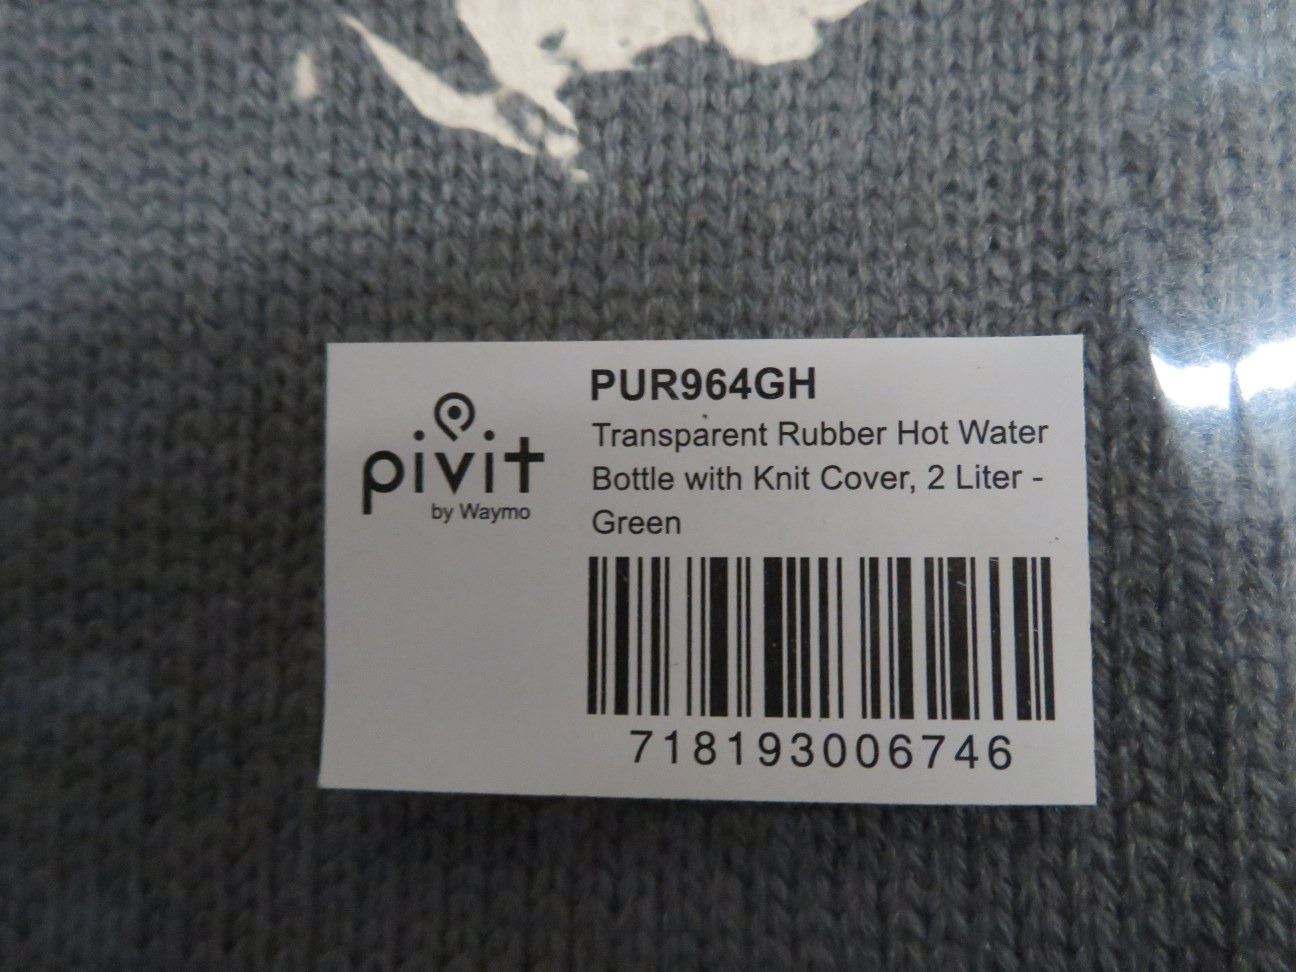 pivit
by Waymo
PUR964GH
Transparent Rubber Hot Water
Bottle with Knit Cover, 2 Liter -
Green
718193006746